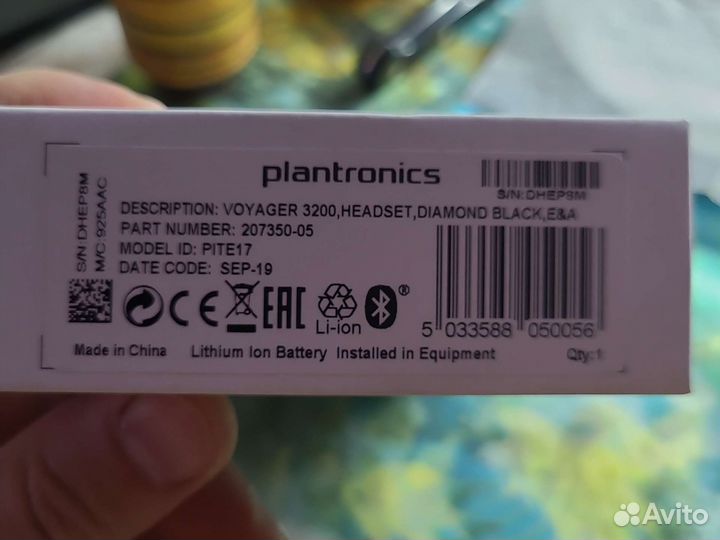 plantronics
S/N: DHEP8M
S/N DHEP8M
M/C 925AAC
DESCRIPTION: VOYAGER 3200,HEADSET,DIAMOND BLACK,E&A
PART NUMBER: 207350-05
MODEL ID: PITE17
DATE CODE: SEP-19
CE EAC Li-ion ®
5 033588 050056
Made in China Lithium Ion Battery Installed in Equipment Qty:1
Avito